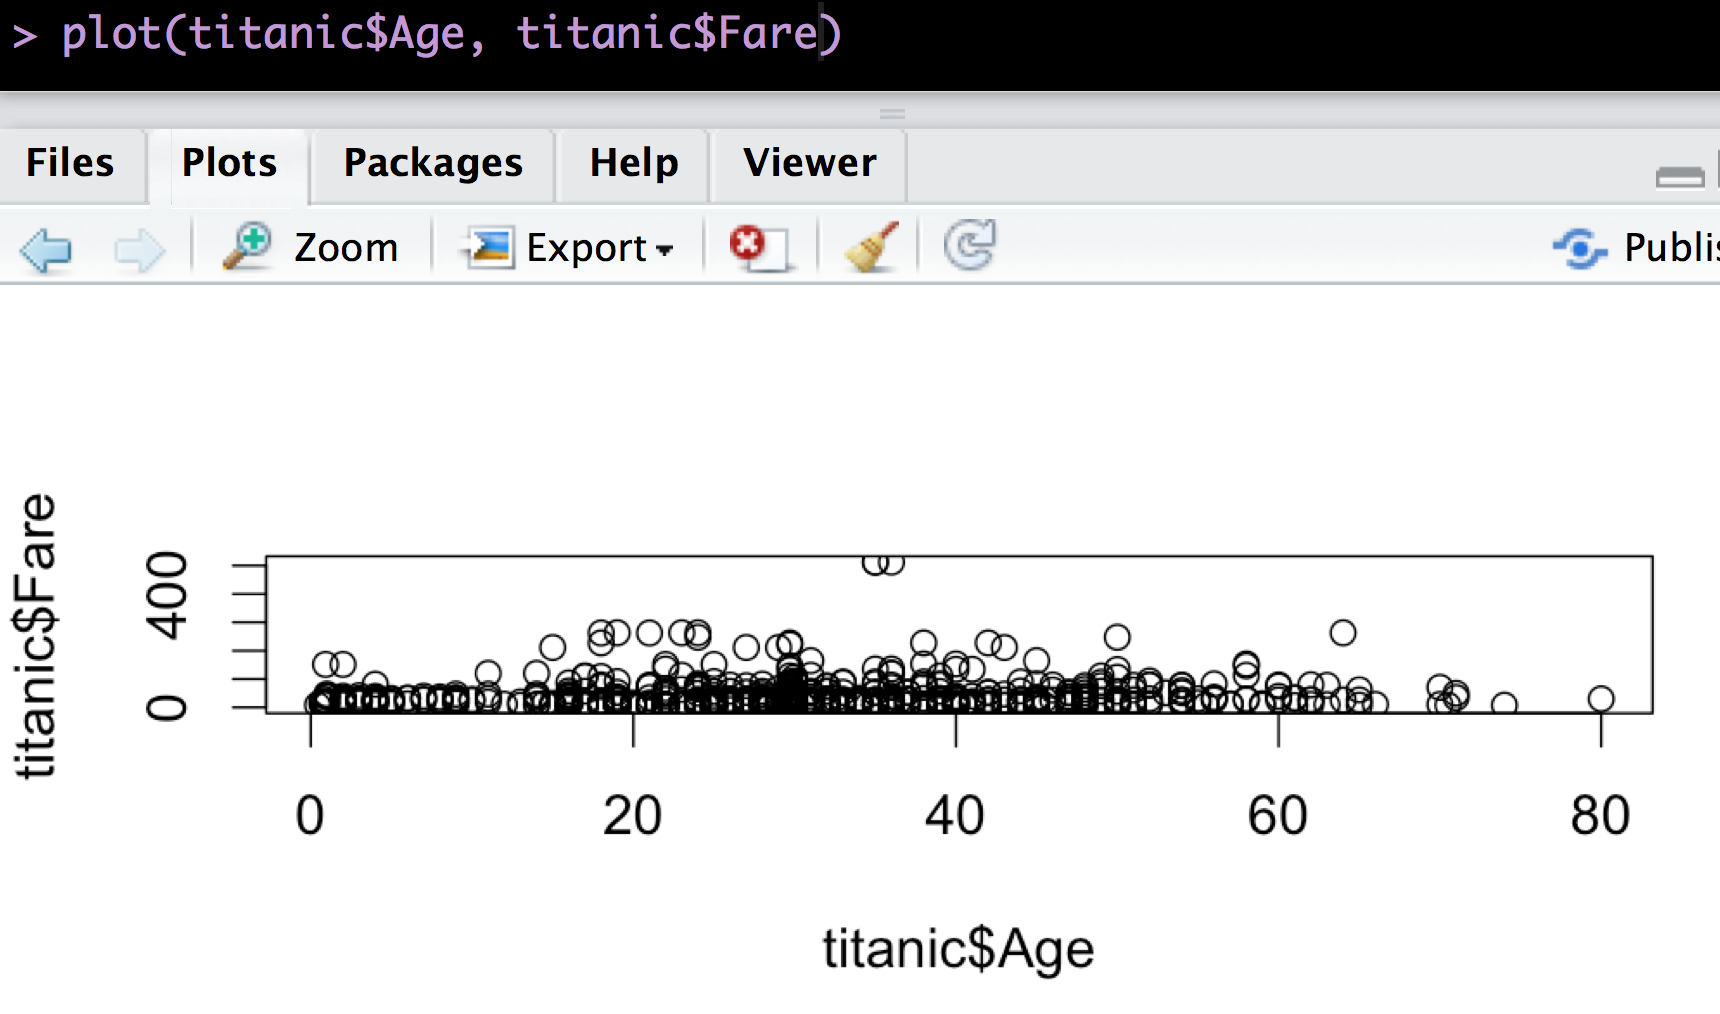 > plot(titanic$Age, titanic$Fare)
Files Plots Packages Help Viewer
Zoom Export
titanic$Fare
400
0
0 20 40 60 80
titanic$Age